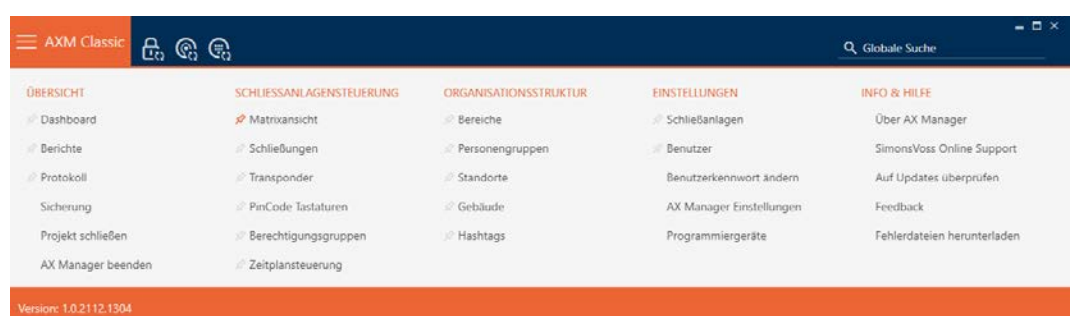 AXM Classic
Globale Suche
ÜBERSICHT SCHLIESSANLAGENSTEUERUNG ORGANISATIONSSTRUKTUR EINSTELLUNGEN INFO & HILFE
Dashboard Matrixansicht Bereiche Schließanlagen Über AX Manager
Berichte Schließungen Personengruppen Benutzer SimonsVoss Online Support
Protokoll Transponder Standorte Benutzerkennwort ändern Auf Updates überprüfen
Sicherung PinCode Tastaturen Gebäude AX Manager Einstellungen Feedback
Projekt schließen Berechtigungsgruppen Hashtags Programmiergeräte Fehlerdateien herunterladen
AX Manager beenden Zeitplansteuerung
Version: 1.0.2112.1304